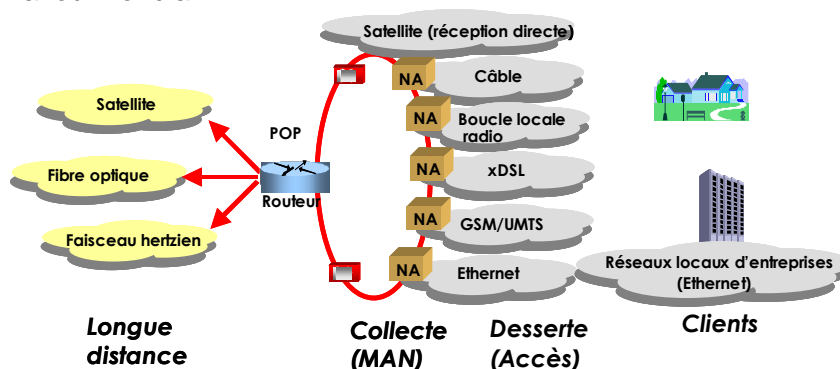 Satellite (réception directe)
NA
Câble
Satellite
NA
Boucle locale
radio
POP
Fibre optique
NA
xDSL
Routeur
NA
GSM/UMTS
Faisceau hertzien
NA
Ethernet
Réseaux locaux d’entreprises
(Ethernet)
Longue
distance
Collecte
(MAN)
Desserte
(Accès)
Clients